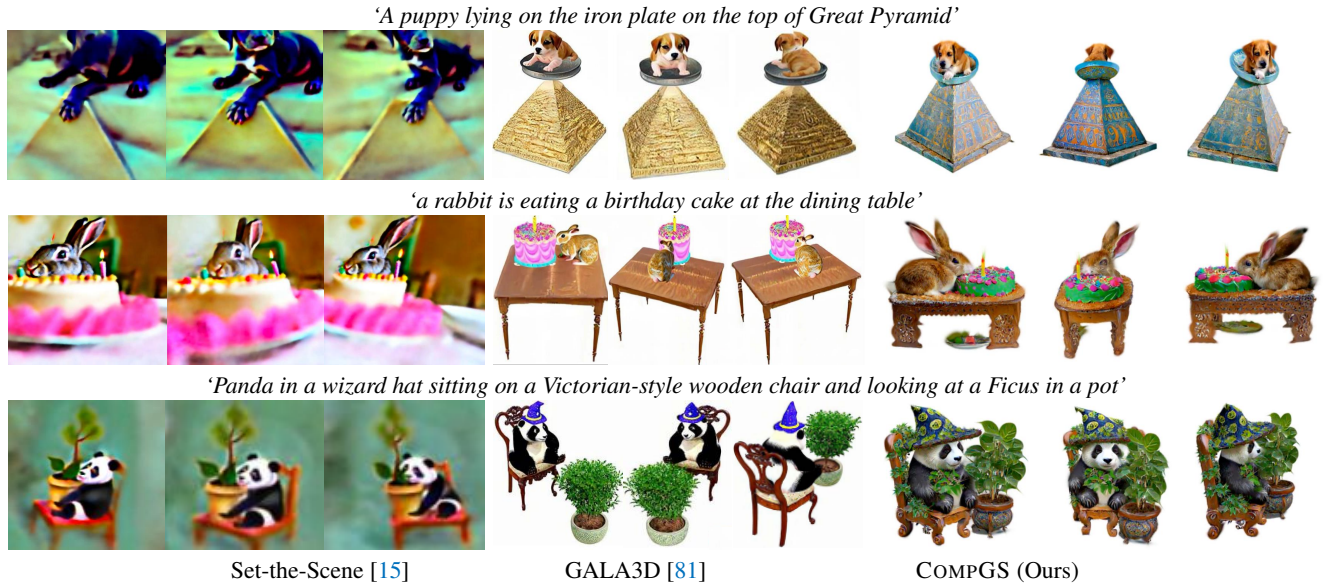 ‘A puppy lying on the iron plate on the top of Great Pyramid’
‘a rabbit is eating a birthday cake at the dining table’
‘Panda in a wizard hat sitting on a Victorian-style wooden chair and looking at a Ficus in a pot’
Set-the-Scene [15] GALA3D [81] COMPGS (Ours)